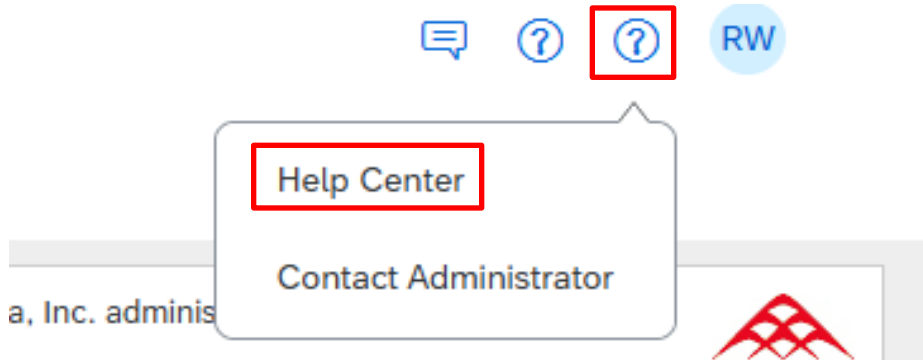 ? ? RW
Help Center
Contact Administrator
a, Inc. adminis